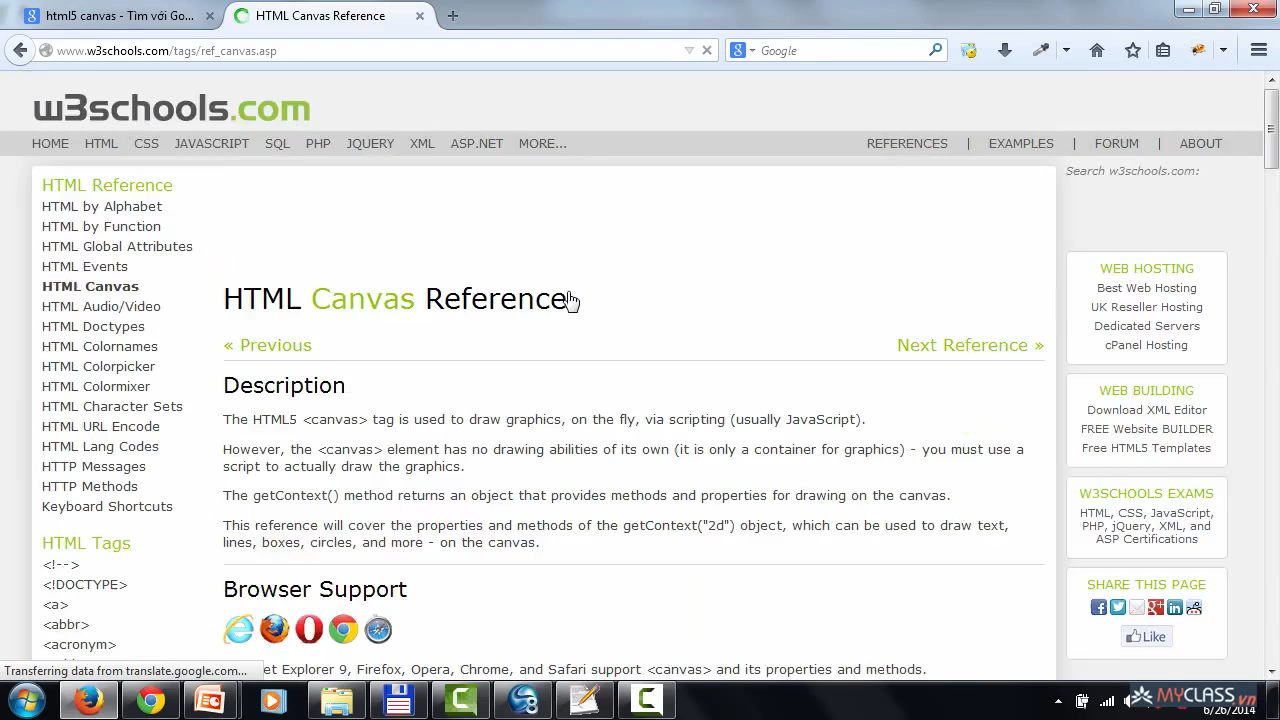 html5 canvas - Tìm với Go...
HTML Canvas Reference
www.w3schools.com/tags/ref_canvas.asp
Google
w3schools.com
HOME HTML CSS JAVASCRIPT SQL PHP JQUERY XML ASP.NET MORE...
REFERENCES | EXAMPLES | FORUM | ABOUT
HTML Reference
HTML by Alphabet
HTML by Function
HTML Global Attributes
HTML Events
HTML Canvas
HTML Audio/Video
HTML Doctypes
HTML Colornames
HTML Colorpicker
HTML Colormixer
HTML Character Sets
HTML URL Encode
HTML Lang Codes
HTTP Messages
HTTP Methods
Keyboard Shortcuts
HTML Tags
<!-->
<!DOCTYPE>
<a>
<abbr>
<acronym>
HTML Canvas Reference
« Previous
Next Reference »
Description
The HTML5 <canvas> tag is used to draw graphics, on the fly, via scripting (usually JavaScript).
However, the <canvas> element has no drawing abilities of its own (it is only a container for graphics) - you must use a
script to actually draw the graphics.
The getContext() method returns an object that provides methods and properties for drawing on the canvas.
This reference will cover the properties and methods of the getContext("2d") object, which can be used to draw text,
lines, boxes, circles, and more - on the canvas.
Browser Support
et Explorer 9, Firefox, Opera, Chrome, and Safari support <canvas> and its properties and methods.
Search w3schools.com:
WEB HOSTING
Best Web Hosting
UK Reseller Hosting
Dedicated Servers
cPanel Hosting
WEB BUILDING
Download XML Editor
FREE Website BUILDER
Free HTML5 Templates
W3SCHOOLS EXAMS
HTML, CSS, JavaScript,
PHP, jQuery, XML, and
ASP Certifications
SHARE THIS PAGE
Like
Transferring data from translate.google.com...
MYCLASS.VN
6/26/2014